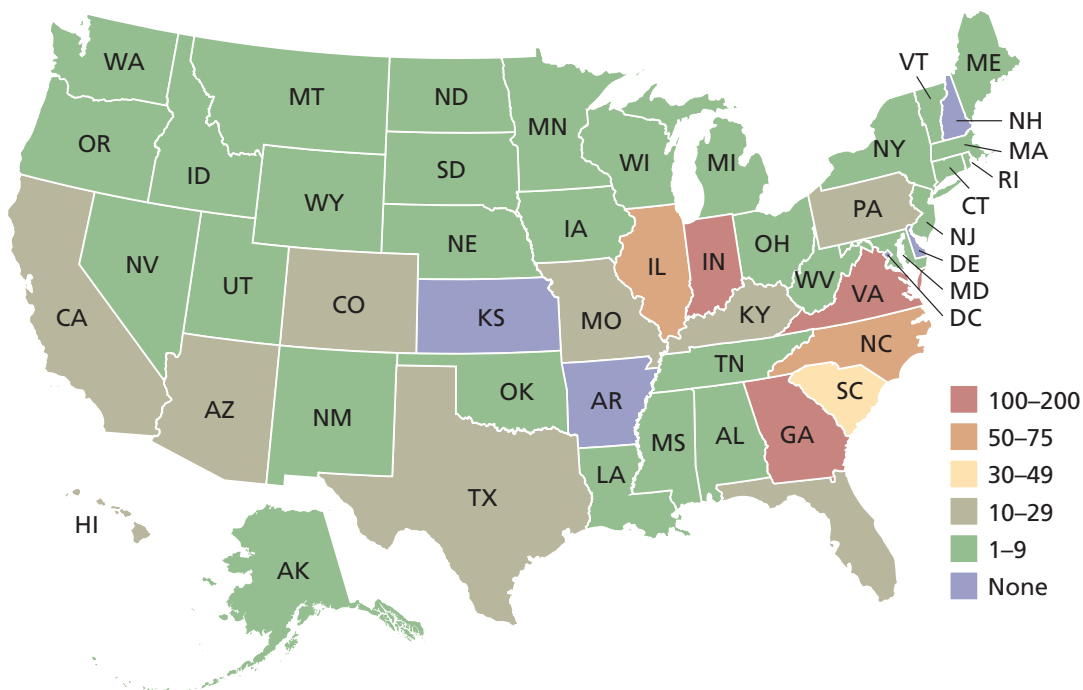 WA
MT
ND
MN
VT
ME
OR
ID
SD
WI
MI
NY
NH
MA
RI
CT
WY
IA
PA
NJ
DE
MD
DC
NE
NV
UT
CO
IL
IN
OH
WV
VA
KS
MO
KY
CA
NC
TN
SC
AZ
NM
OK
AR
MS
AL
GA
LA
TX
HI
AK
100–200
50–75
30–49
10–29
1–9
None